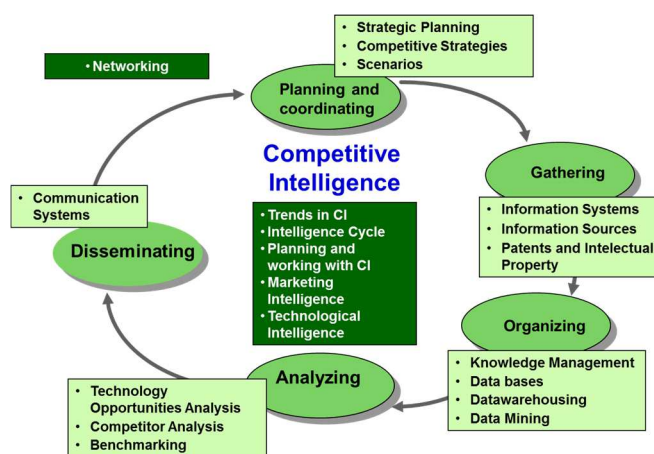 • Strategic Planning
• Competitive Strategies
• Scenarios
• Networking
Planning and
coordinating
Competitive
Intelligence
Gathering
• Information Systems
• Information Sources
• Patents and Intelectual
Property
• Communication
Systems
Disseminating
• Trends in CI
• Intelligence Cycle
• Planning and
working with CI
• Marketing
Intelligence
• Technological
Intelligence
Organizing
• Knowledge Management
• Data bases
• Datawarehousing
• Data Mining
Analyzing
• Technology
Opportunities Analysis
• Competitor Analysis
• Benchmarking